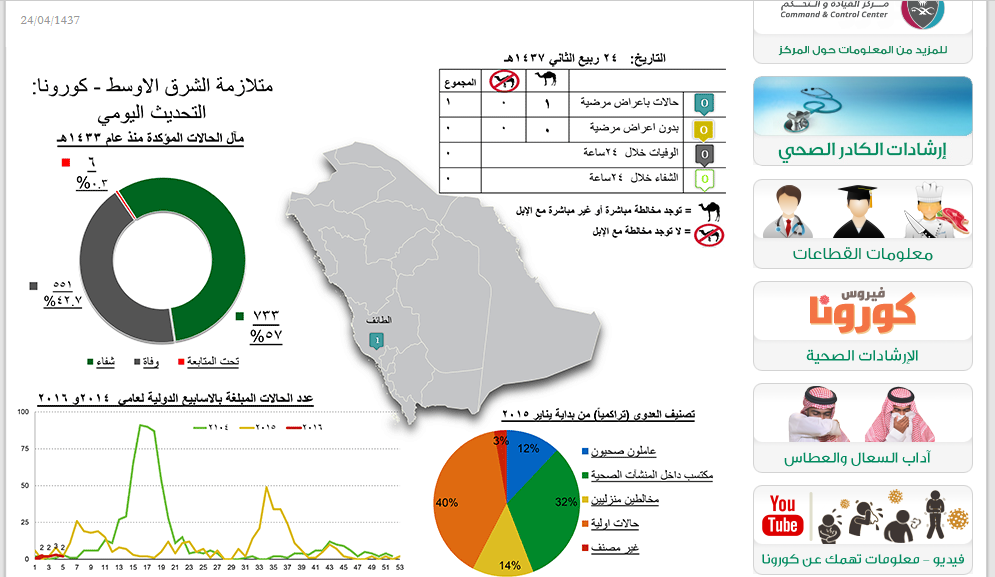 24/04/1437
متلازمة الشرق الاوسط - كورونا:
التحديث اليومي
مآل الحالات المؤكدة منذ عام ١٤٣٣هـ
٦
%٠.٣
٥٥١
%٤٢.٧
٧٣٣
%٥٧
تحت المتابعة
وفاة
شفاء
التاريخ: ٢٤ ربيع الثاني ١٤٣٧هـ
المجموع
0 حالات باعراض مرضية ١ ٠ ١
0 بدون اعراض مرضية ٠ ٠ ٠
0 الوفيات خلال ٢٤ساعة ٠
0 الشفاء خلال ٢٤ساعة ٠
= توجد مخالطة مباشرة أو غير مباشرة مع الإبل
= لا توجد مخالطة مع الإبل
الطائف
1
عدد الحالات المبلغة بالاسابيع الدولية لعامي ٢٠١٤ و ٢٠١٦
٢١٠٤ ٢٠١٥ ٢٠١٦
100
75
50
25
0
2 2 3 2
1 3 5 7 9 11 13 15 17 19 21 23 25 27 29 31 33 35 37 39 41 43 45 47 49 51 53
تصنيف العدوى (تراكمياً) من بداية يناير ٢٠١٥
3%
12%
32%
14%
40%
عاملون صحيون
مكتسب داخل المنشآت الصحية
مخالطين منزليين
حالات اولية
غير مصنف
مركز القيادة و التحكم
Command & Control Center
للمزيد من المعلومات حول المركز
إرشادات الكادر الصحي
معلومات القطاعات
فيروس
كورونا
الإرشادات الصحية
آداب السعال والعطاس
You
Tube
فيديو - معلومات تهمك عن كورونا